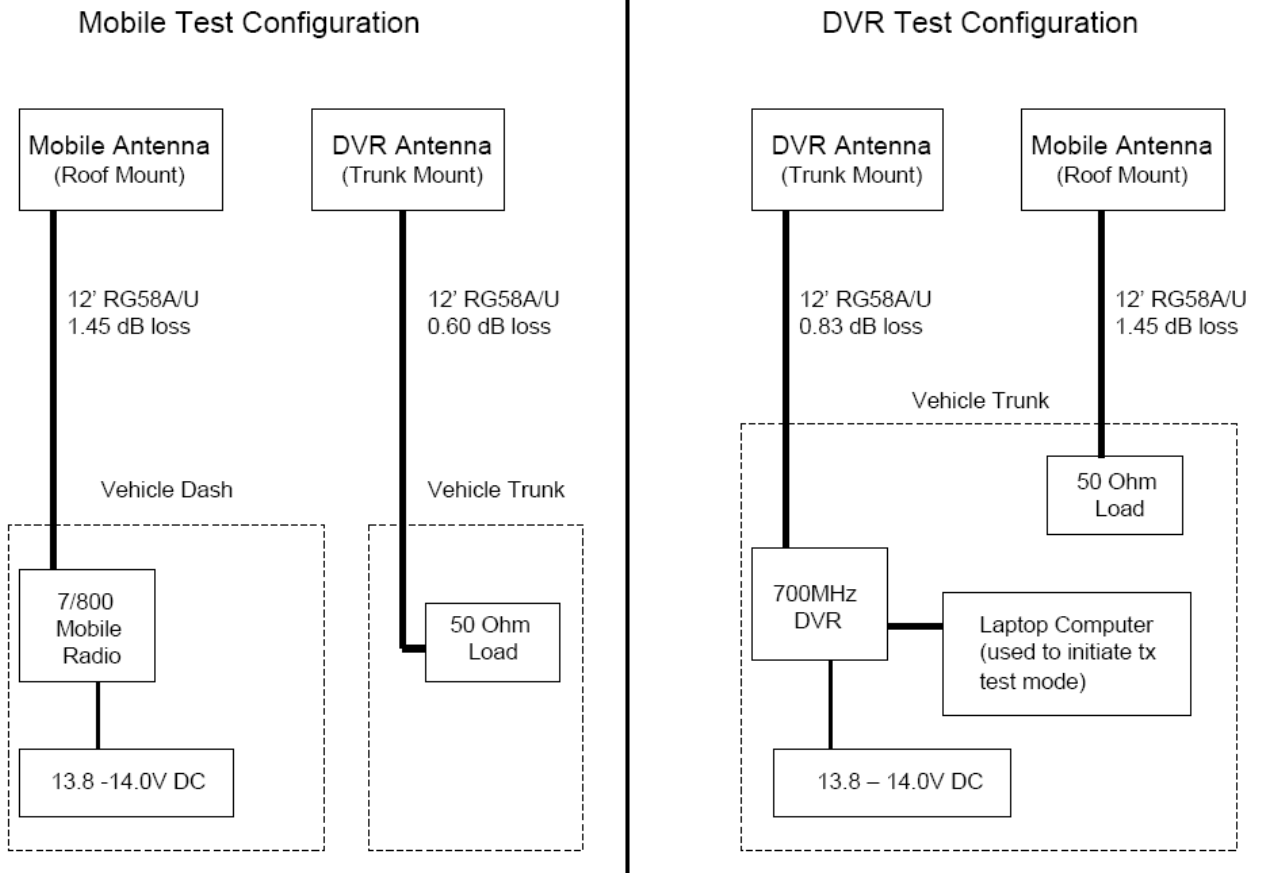 Mobile Test Configuration
Mobile Antenna
(Roof Mount)
DVR Antenna
(Trunk Mount)
12’ RG58A/U
1.45 dB loss
12’ RG58A/U
0.60 dB loss
Vehicle Dash
Vehicle Trunk
7/800
Mobile
Radio
50 Ohm
Load
13.8 -14.0V DC
DVR Test Configuration
DVR Antenna
(Trunk Mount)
Mobile Antenna
(Roof Mount)
12’ RG58A/U
0.83 dB loss
12’ RG58A/U
1.45 dB loss
Vehicle Trunk
50 Ohm
Load
700MHz
DVR
Laptop Computer
(used to initiate tx
test mode)
13.8 – 14.0V DC